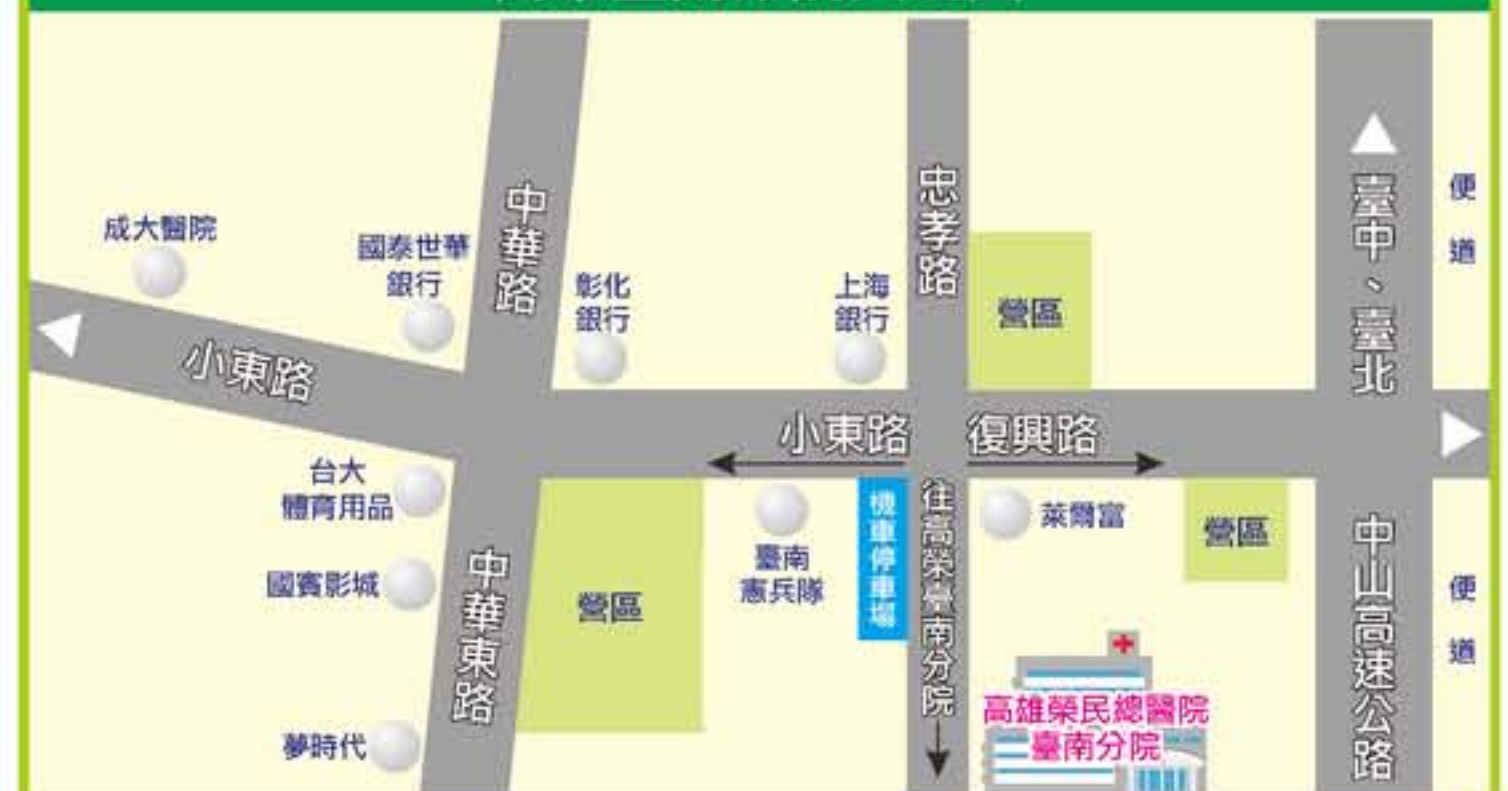 成大醫院
國泰世華
銀行
中華路
彰化
銀行
上海
銀行
忠孝路
營區
臺中、臺北
便道
小東路
小東路
復興路
台大
體育用品
國賓影城
中華東路
夢時代
營區
臺南
憲兵隊
機車停車場
往高榮臺南分院
萊爾富
營區
高雄榮民總醫院
臺南分院
中山高速公路
便道